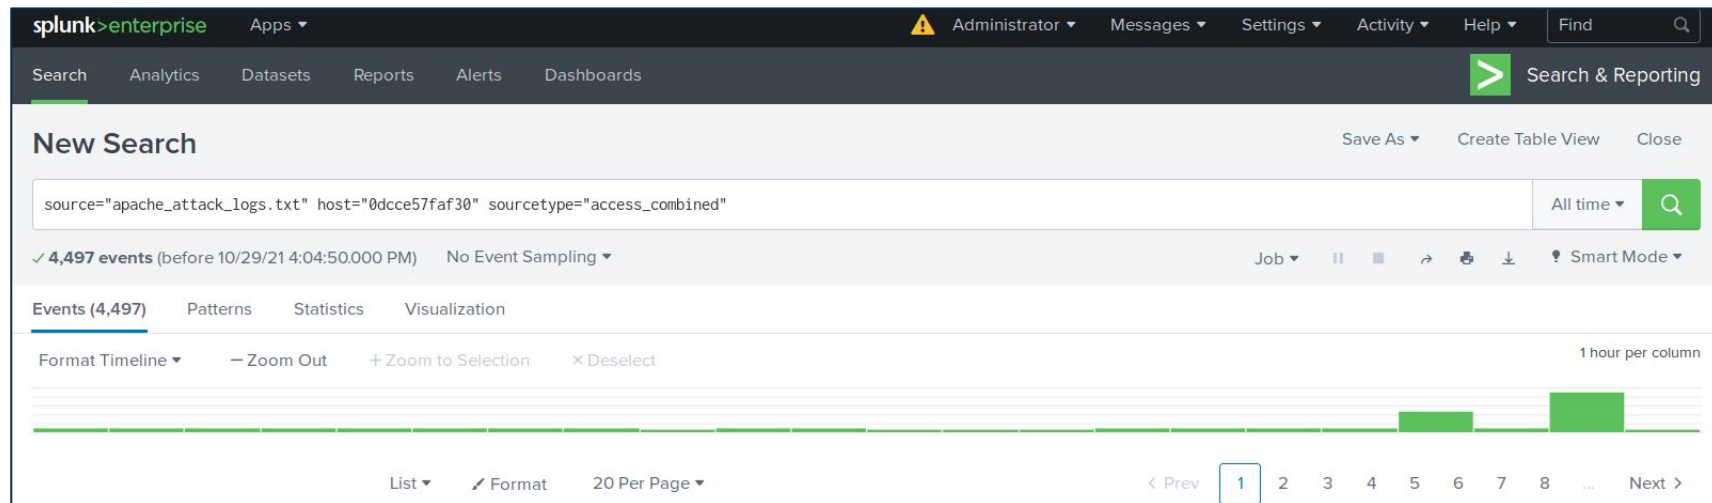 splunk>enterprise Apps Administrator Messages Settings Activity Help Find
Search Analytics Datasets Reports Alerts Dashboards Search & Reporting
New Search Save As Create Table View Close
source="apache_attack_logs.txt" host="0dcce57faf30" sourcetype="access_combined" All time
4,497 events (before 10/29/21 4:04:50.000 PM) No Event Sampling Job Smart Mode
Events (4,497) Patterns Statistics Visualization
Format Timeline — Zoom Out + Zoom to Selection × Deselect 1 hour per column
List Format 20 Per Page < Prev 1 2 3 4 5 6 7 8 ... Next >